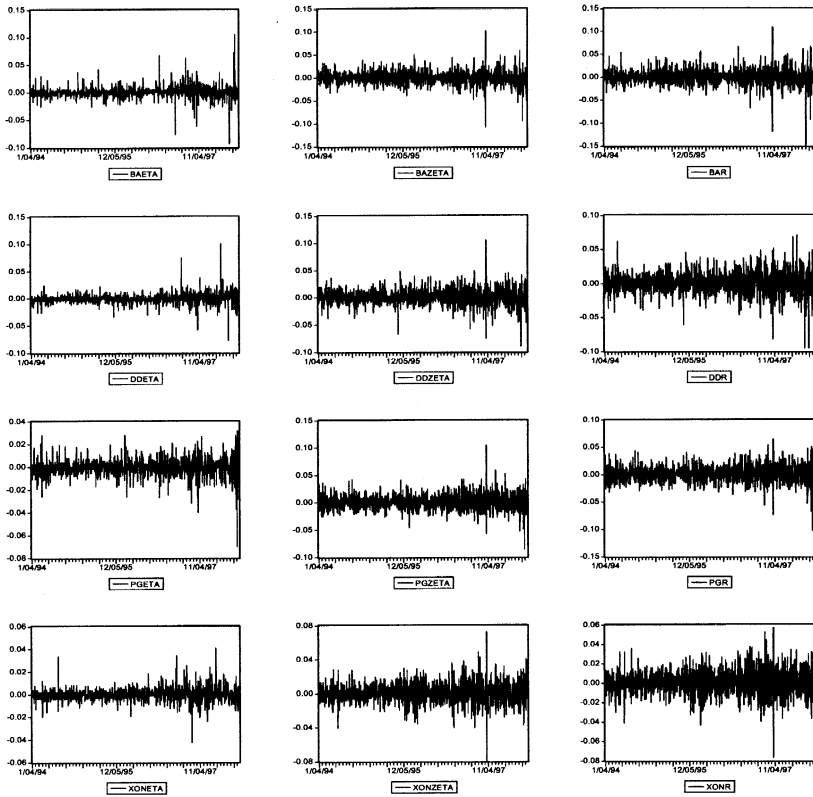 0.15 0.15 0.15
0.10 0.10 0.10
0.05 0.05 0.05
0.00 0.00 0.00
-0.05 -0.05 -0.05
-0.10 -0.10 -0.10
-0.15 -0.15
1/04/94 12/05/95 11/04/97 1/04/94 12/05/95 11/04/97 1/04/94 12/05/95 11/04/97
BAETA BAZETA BAR
0.15 0.15 0.10
0.10 0.10 0.05
0.05 0.05 0.00
0.00 0.00 -0.05
-0.05 -0.05 -0.10
-0.10 -0.10
1/04/94 12/05/95 11/04/97 1/04/94 12/05/95 11/04/97 1/04/94 12/05/95 11/04/97
DDETA DDZETA DDR
0.04 0.15 0.10
0.02 0.10 0.05
0.00 0.05 0.00
-0.02 0.00 -0.05
-0.04 -0.05 -0.10
-0.06 -0.10 -0.15
-0.08
1/04/94 12/05/95 11/04/97 1/04/94 12/05/95 11/04/97 1/04/94 12/05/95 11/04/97
PGETA PGZETA PGR
0.06 0.08 0.06
0.04 0.04 0.04
0.02 0.00 0.02
0.00 -0.04 0.00
-0.02 -0.08 -0.02
-0.04 -0.04
-0.06 -0.06
-0.08
1/04/94 12/05/95 11/04/97 1/04/94 12/05/95 11/04/97 1/04/94 12/05/95 11/04/97
XONETA XONZETA XONR